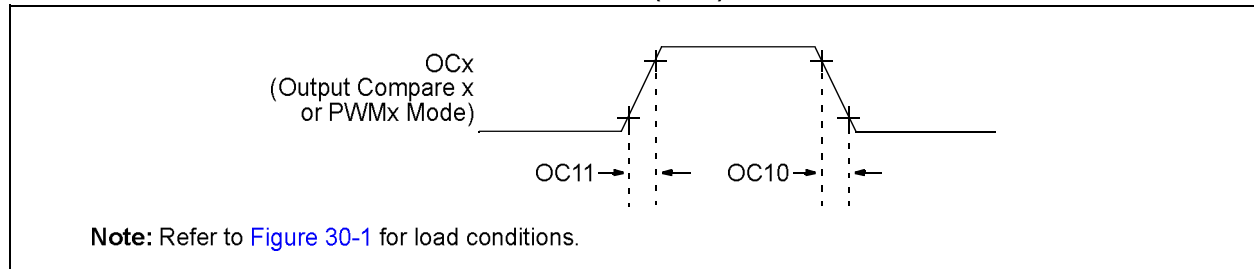 OCx
(Output Compare x
or PWMx Mode)
OC11
OC10
Note: Refer to Figure 30-1 for load conditions.